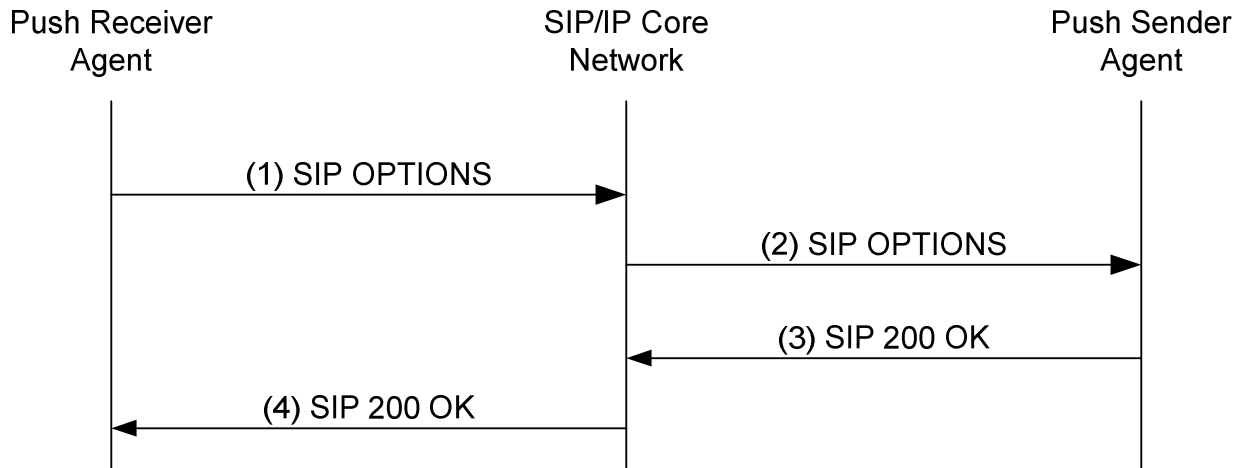 Push Receiver
Agent
SIP/IP Core
Network
Push Sender
Agent
(1) SIP OPTIONS
(2) SIP OPTIONS
(3) SIP 200 OK
(4) SIP 200 OK